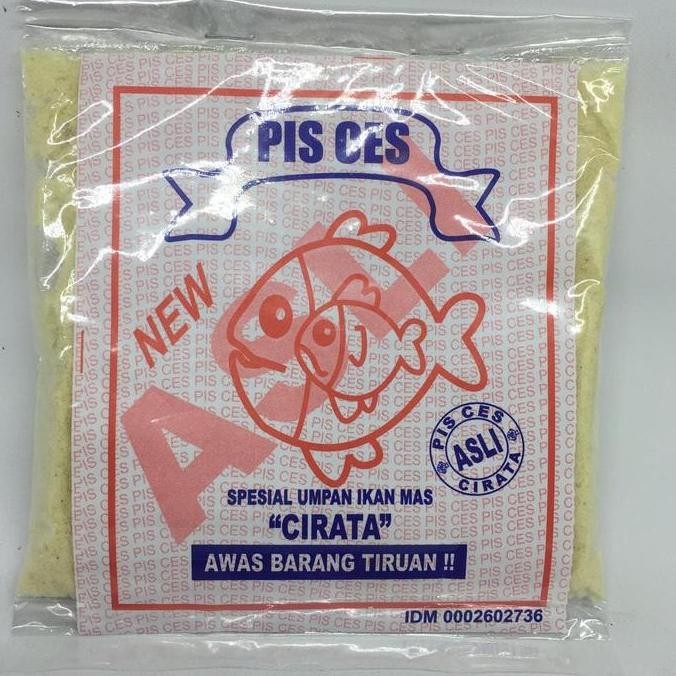 PIS CES
NEW
ASLI
PIS CES
ASLI
CIRATA
SPESIAL UMPAN IKAN MAS
“CIRATA”
AWAS BARANG TIRUAN !!
IDM 0002602736